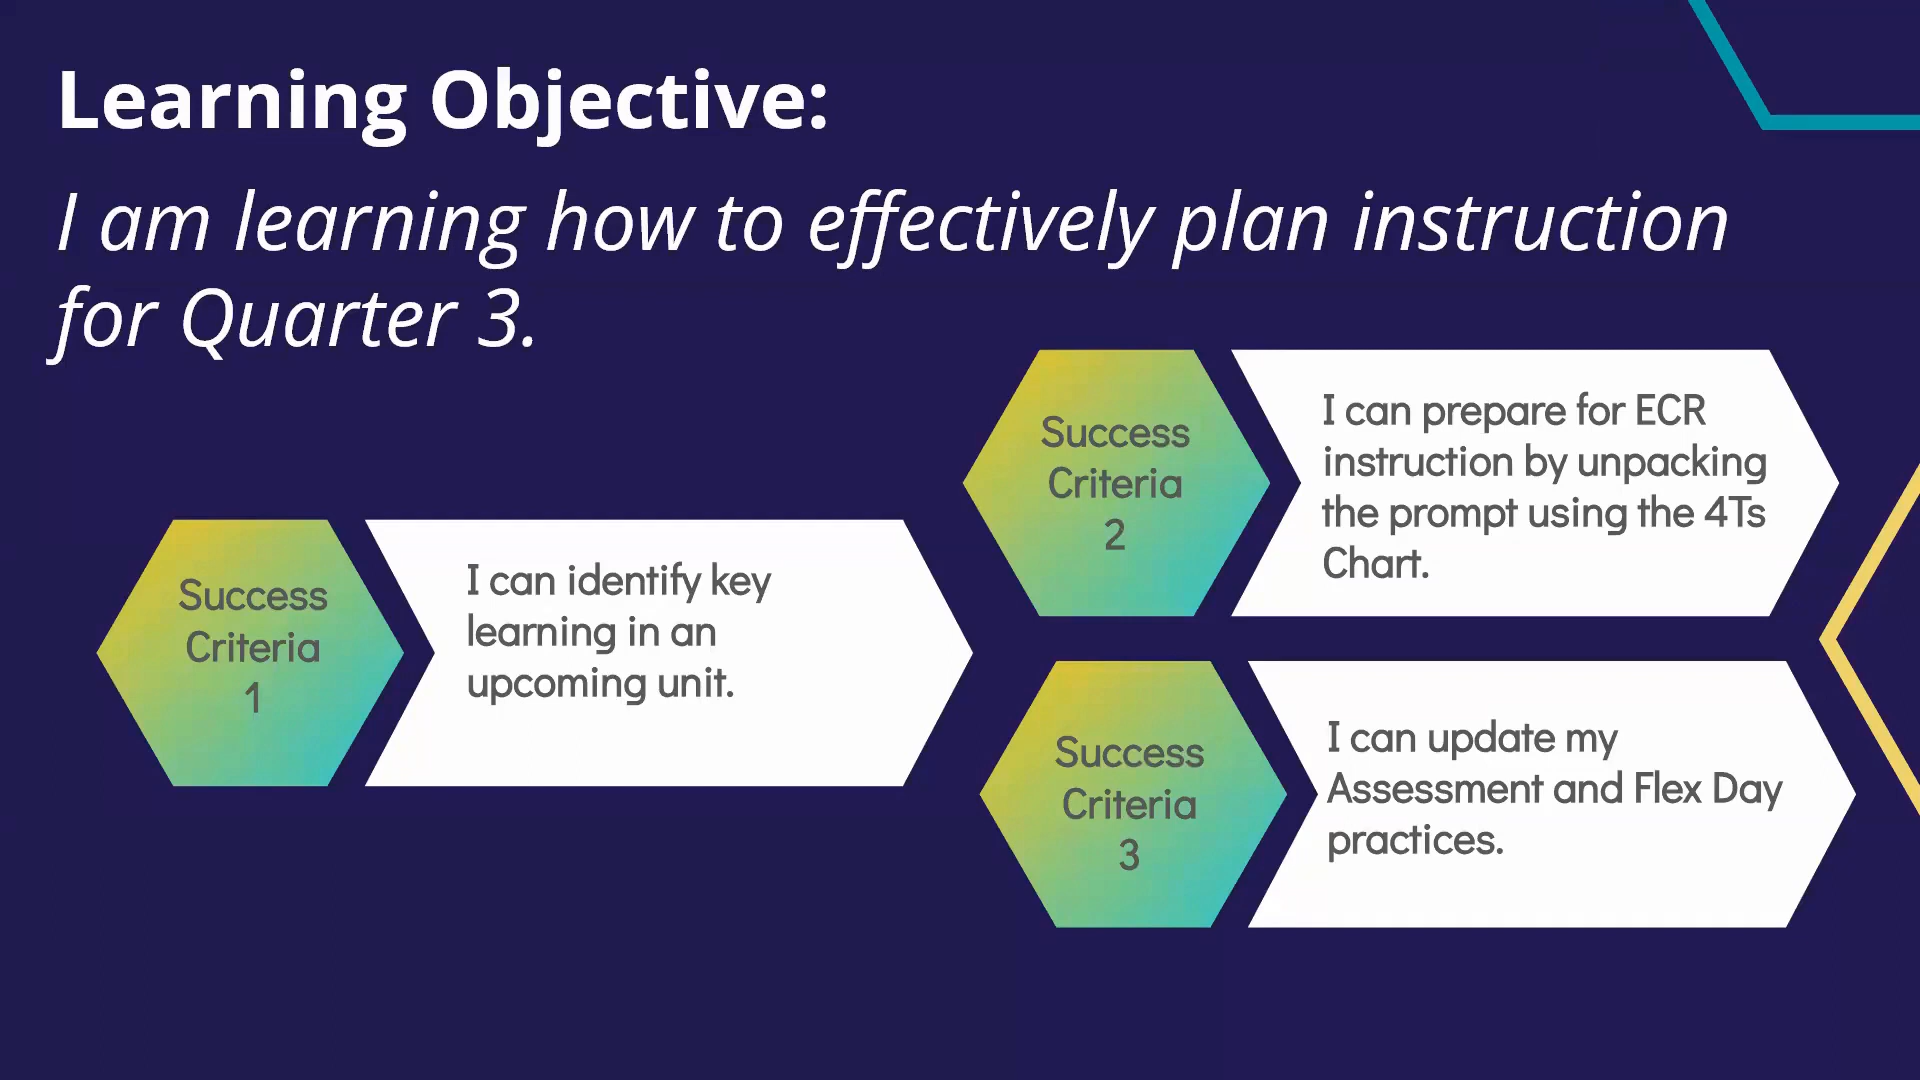 Learning Objective:
I am learning how to effectively plan instruction
for Quarter 3.
Success
Criteria
1
I can identify key
learning in an
upcoming unit.
Success
Criteria
2
I can prepare for ECR
instruction by unpacking
the prompt using the 4Ts
Chart.
Success
Criteria
3
I can update my
Assessment and Flex Day
practices.